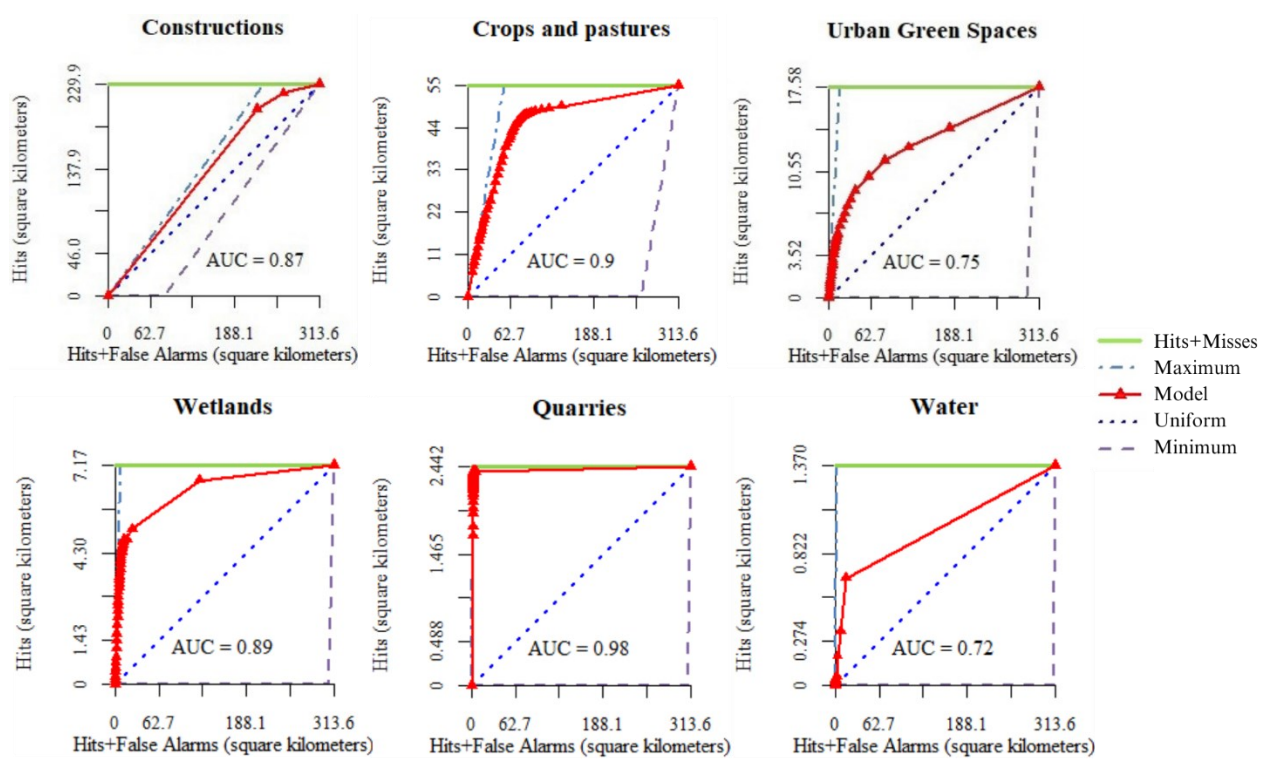 Constructions
Crops and pastures
Urban Green Spaces
Hits (square kilometers)
229.9
137.9
46.0
0
AUC = 0.87
0 62.7 188.1 313.6
Hits+False Alarms (square kilometers)
Hits (square kilometers)
55
44
33
22
11
0
AUC = 0.9
0 62.7 188.1 313.6
Hits+False Alarms (square kilometers)
Hits (square kilometers)
17.58
10.55
3.52
0
AUC = 0.75
0 62.7 188.1 313.6
Hits+False Alarms (square kilometers)
Hits+Misses
Maximum
Model
Uniform
Minimum
Wetlands
Quarries
Water
Hits (square kilometers)
7.17
4.30
1.43
0
AUC = 0.89
0 62.7 188.1 313.6
Hits+False Alarms (square kilometers)
Hits (square kilometers)
2.442
1.465
0.488
0
AUC = 0.98
0 62.7 188.1 313.6
Hits+False Alarms (square kilometers)
Hits (square kilometers)
1.370
0.822
0.274
0
AUC = 0.72
0 62.7 188.1 313.6
Hits+False Alarms (square kilometers)